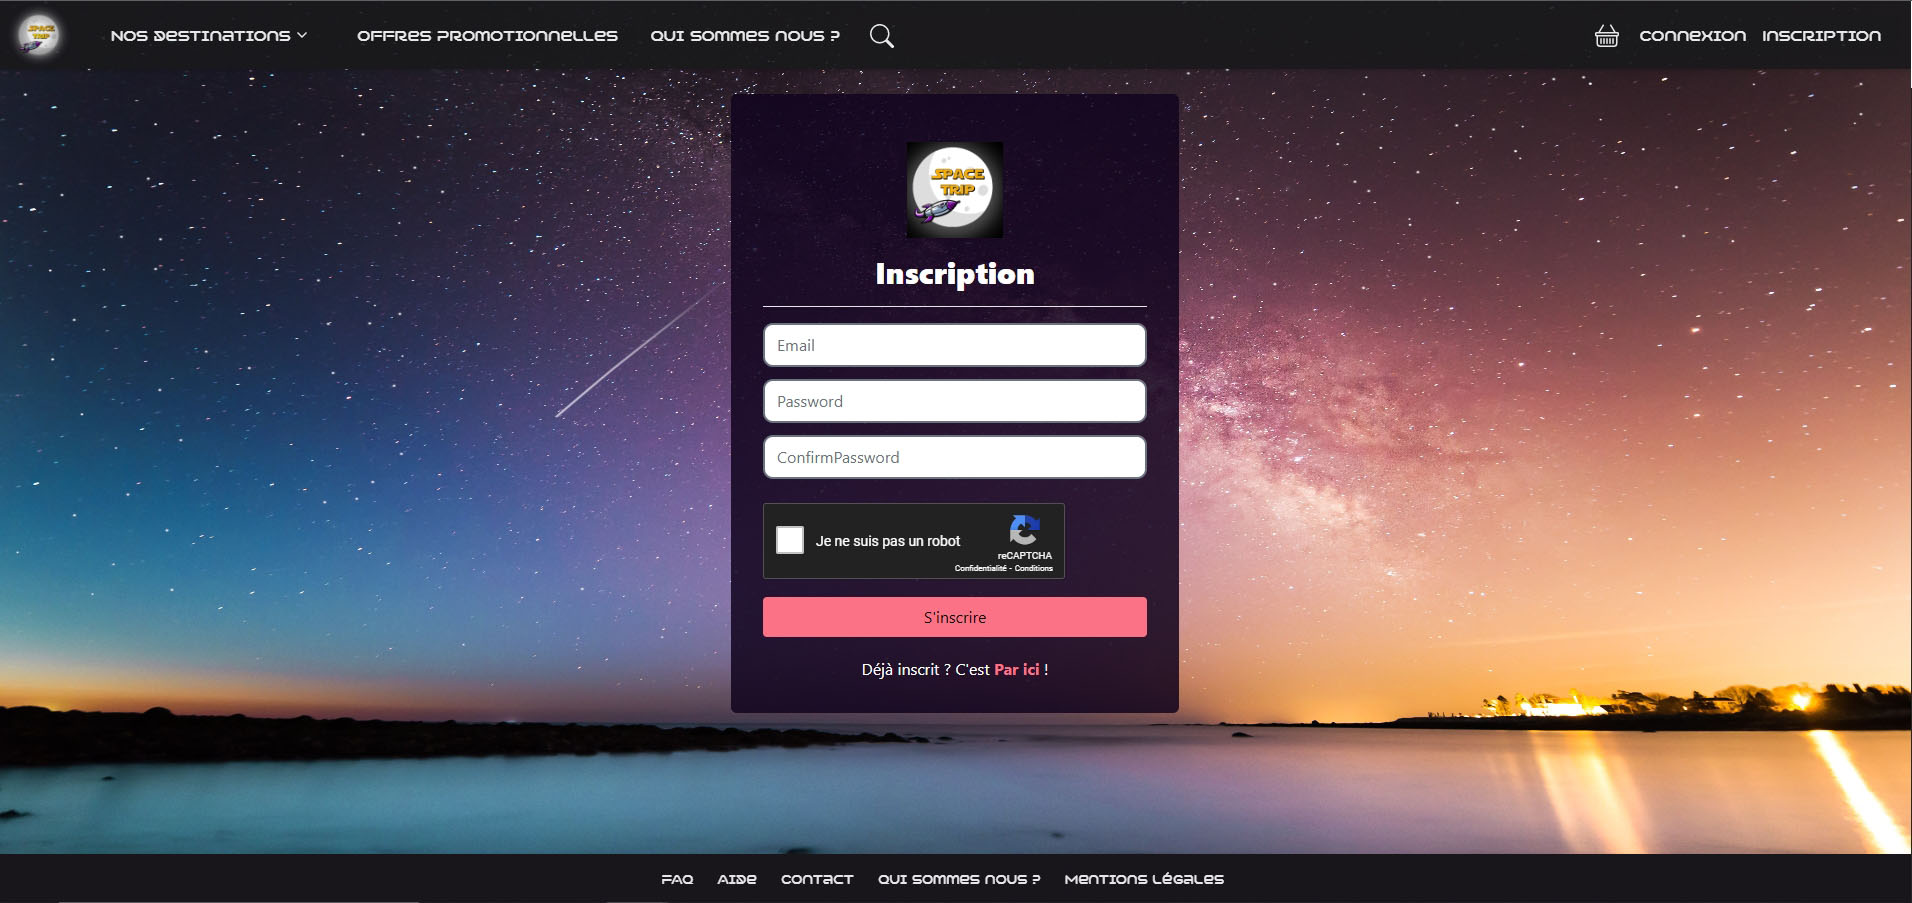 SPACE TRIP
NOS DESTINATIONS
OFFRES PROMOTIONNELLES
QUI SOMMES NOUS ?
CONNEXION
INSCRIPTION
SPACE
TRIP
Inscription
Email
Password
ConfirmPassword
Je ne suis pas un robot
reCAPTCHA
Confidentialité - Conditions
S'inscrire
Déjà inscrit ? C'est Par ici !
FAQ
AIDE
CONTACT
QUI SOMMES NOUS ?
MENTIONS LÉGALES